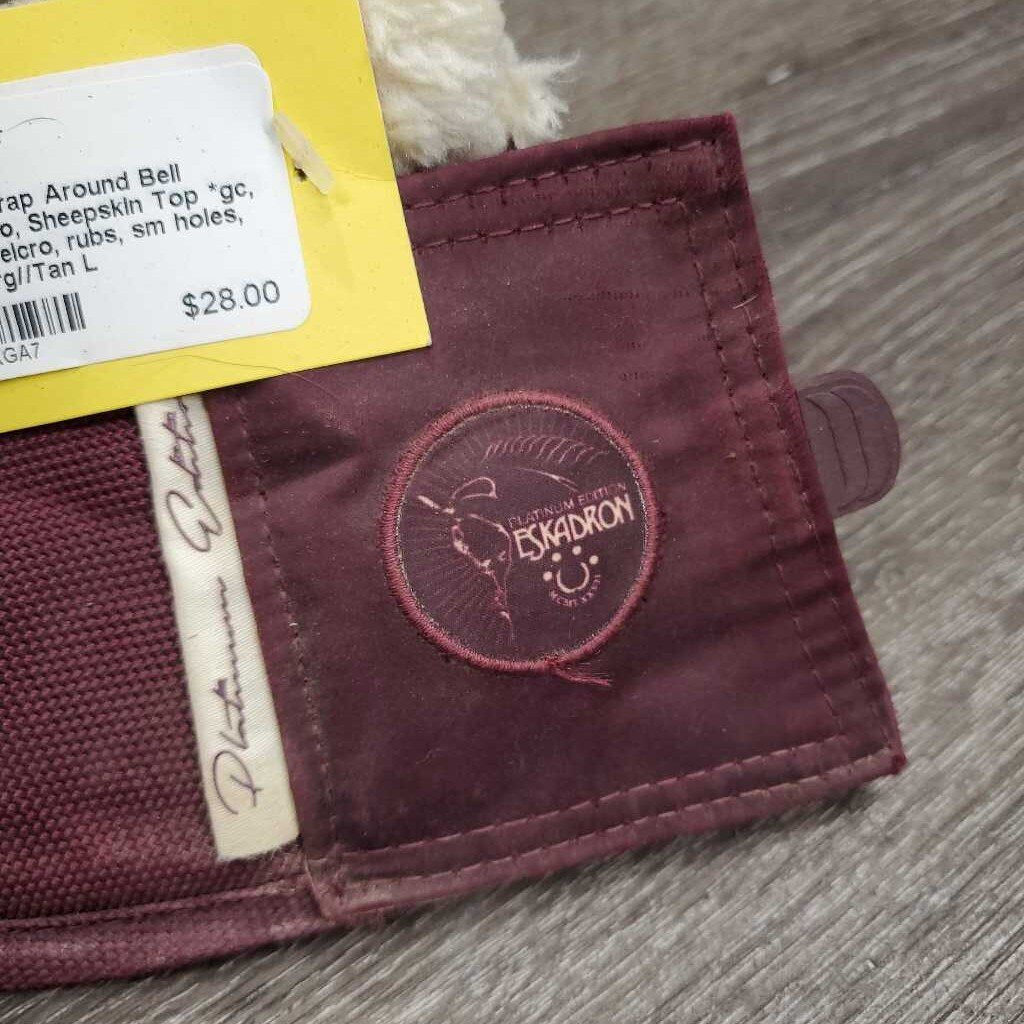 rap Around Bell
o, Sheepskin Top *gc,
elcro, rubs, sm holes,
rg//Tan L
$28.00
GA7
Platinum Edition
PLATINUM EDITION
ESKADRON